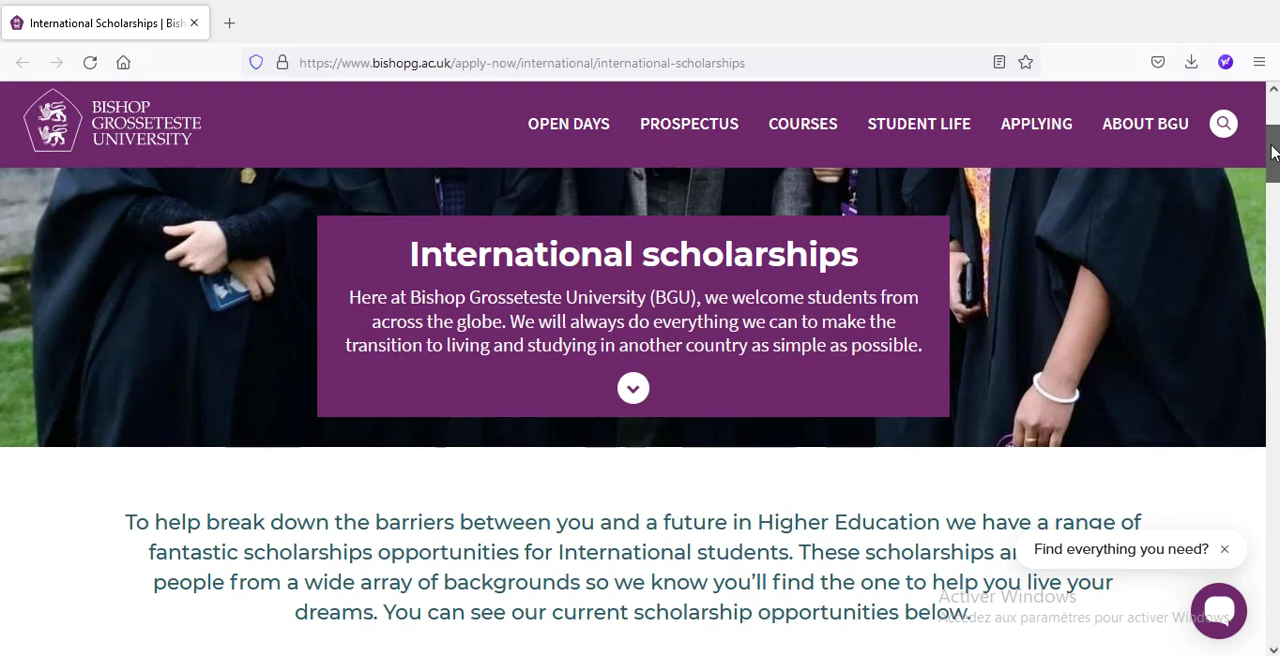 International Scholarships | Bish
https://www.bishopg.ac.uk/apply-now/international/international-scholarships
BISHOP
GROSSETESTE
UNIVERSITY
OPEN DAYS
PROSPECTUS
COURSES
STUDENT LIFE
APPLYING
ABOUT BGU
International scholarships
Here at Bishop Grosseteste University (BGU), we welcome students from
across the globe. We will always do everything we can to make the
transition to living and studying in another country as simple as possible.
To help break down the barriers between you and a future in Higher Education we have a range of
fantastic scholarships opportunities for International students. These scholarships
people from a wide array of backgrounds so we know you'll find the one to help you live your
dreams. You can see our current scholarship opportunities below.
Find everything you need?
Activer Windows
Accédez aux paramètres pour activer Windows.